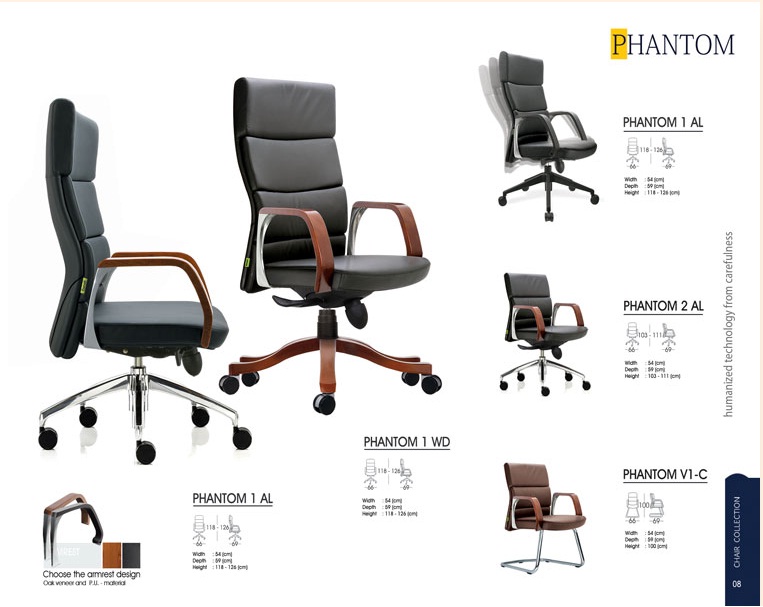 PHANTOM
PHANTOM 1 AL
118 - 126
66
69
Width : 54 (cm)
Depth : 59 (cm)
Height : 118 - 126 (cm)
PHANTOM 2 AL
103 - 111
66
69
Width : 54 (cm)
Depth : 59 (cm)
Height : 103 - 111 (cm)
humanized technology from carefulness
PHANTOM 1 WD
118 - 126
66
69
Width : 54 (cm)
Depth : 59 (cm)
Height : 118 - 126 (cm)
PHANTOM V1-C
100
66
69
Width : 54 (cm)
Depth : 59 (cm)
Height : 100 (cm)
PHANTOM 1 AL
118 - 126
66
69
Width : 54 (cm)
Depth : 59 (cm)
Height : 118 - 126 (cm)
Choose the armrest design
Oak veneer and P.U. - material
CHAIR COLLECTION
08